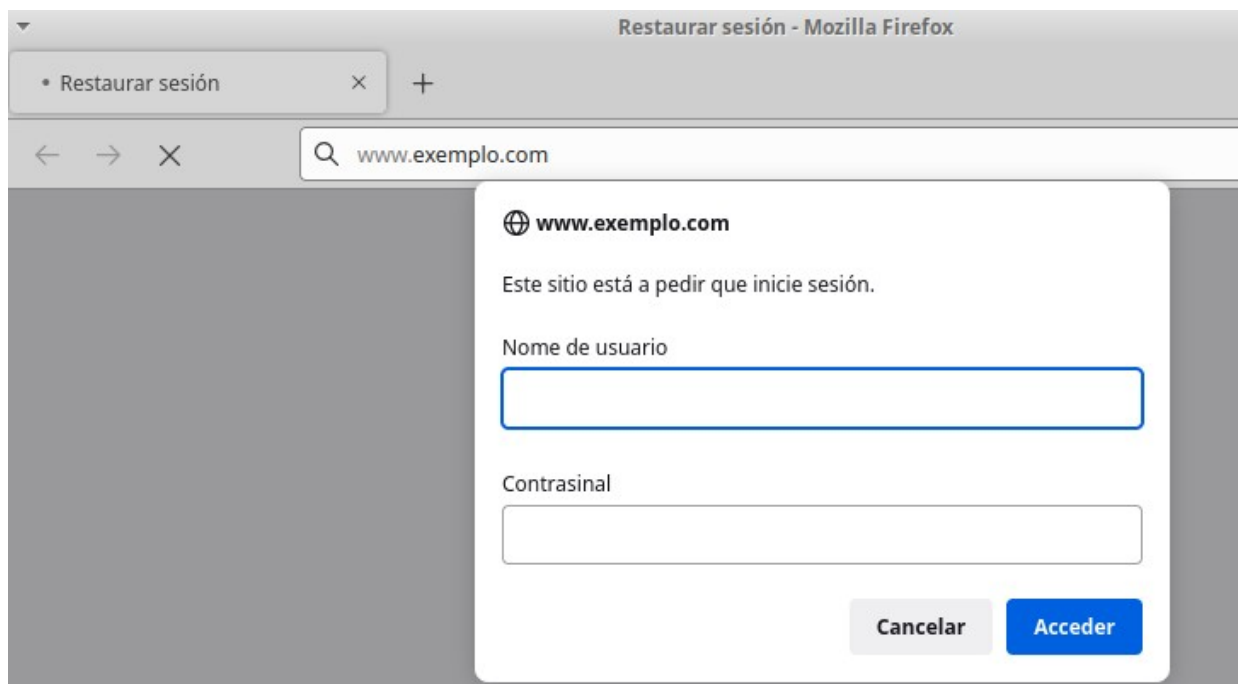 Restaurar sesión - Mozilla Firefox
• Restaurar sesión
www.exemplo.com
www.exemplo.com
Este sitio está a pedir que inicie sesión.
Nome de usuario
Contrasinal
Cancelar
Acceder